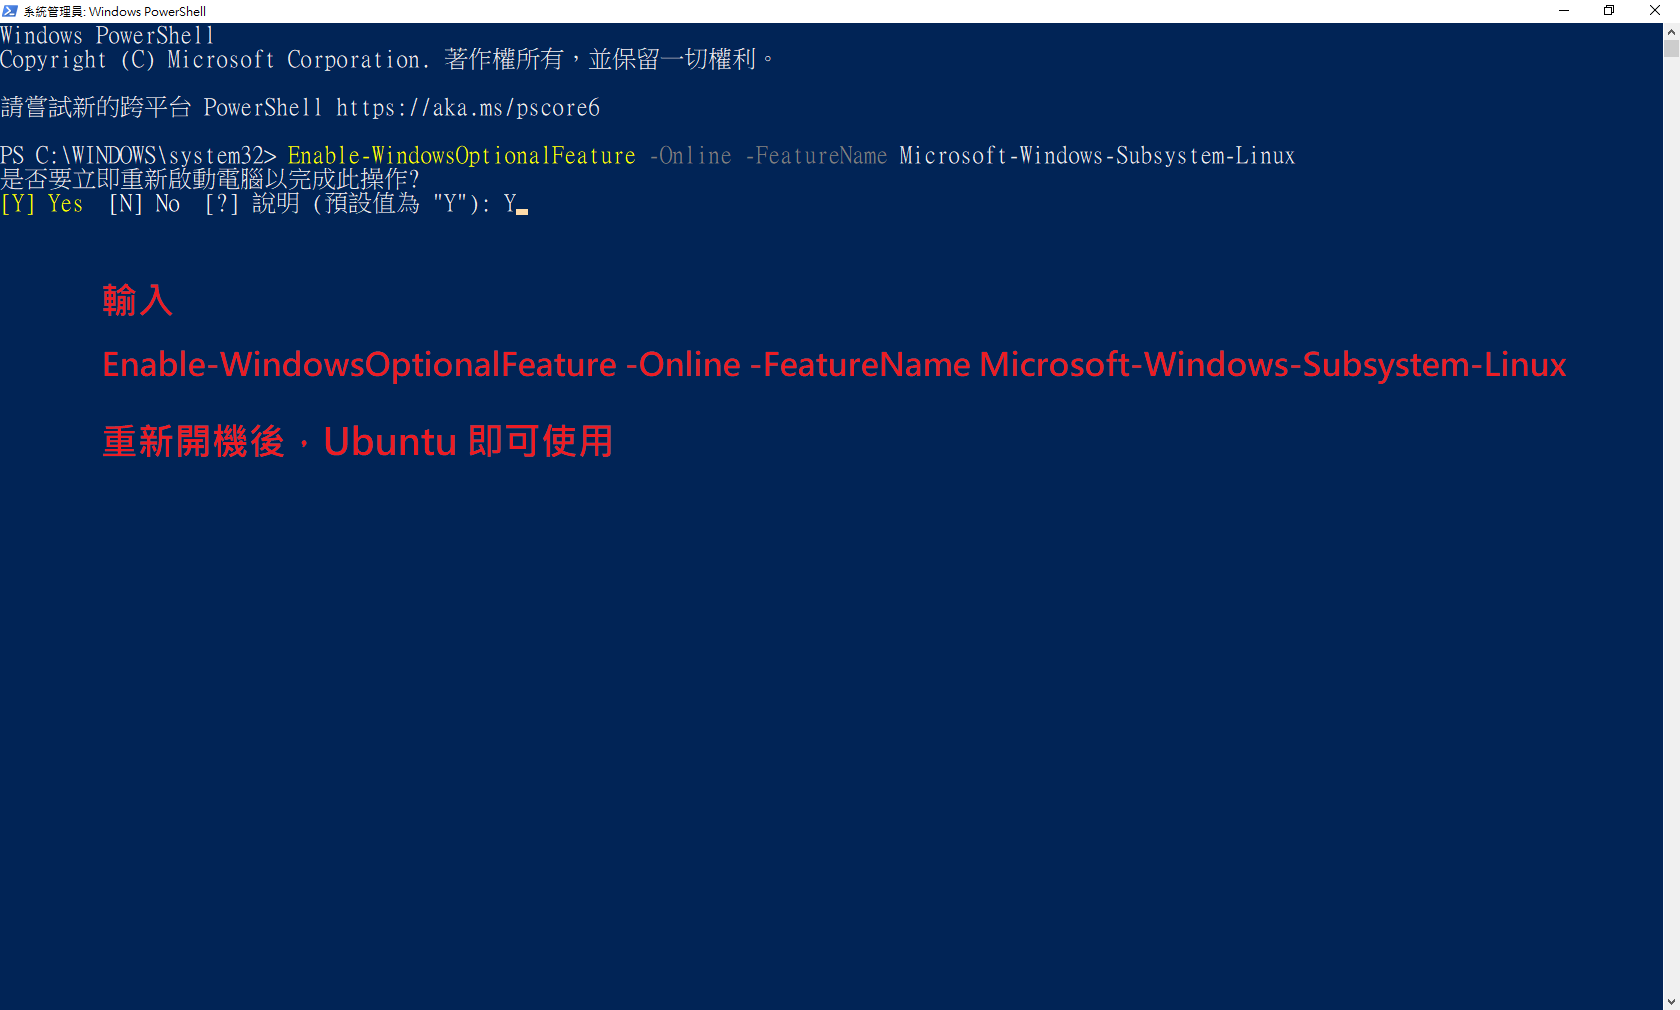 系統管理員: Windows PowerShell
Windows PowerShell
Copyright (C) Microsoft Corporation. 著作權所有，並保留一切權利。
請嘗試新的跨平台 PowerShell https://aka.ms/pscore6
PS C:\WINDOWS\system32> Enable-WindowsOptionalFeature -Online -FeatureName Microsoft-Windows-Subsystem-Linux
是否要立即重新啟動電腦以完成此操作?
[Y] Yes  [N] No  [?] 說明 (預設值為 "Y"): Y
輸入
Enable-WindowsOptionalFeature -Online -FeatureName Microsoft-Windows-Subsystem-Linux
重新開機後，Ubuntu 即可使用